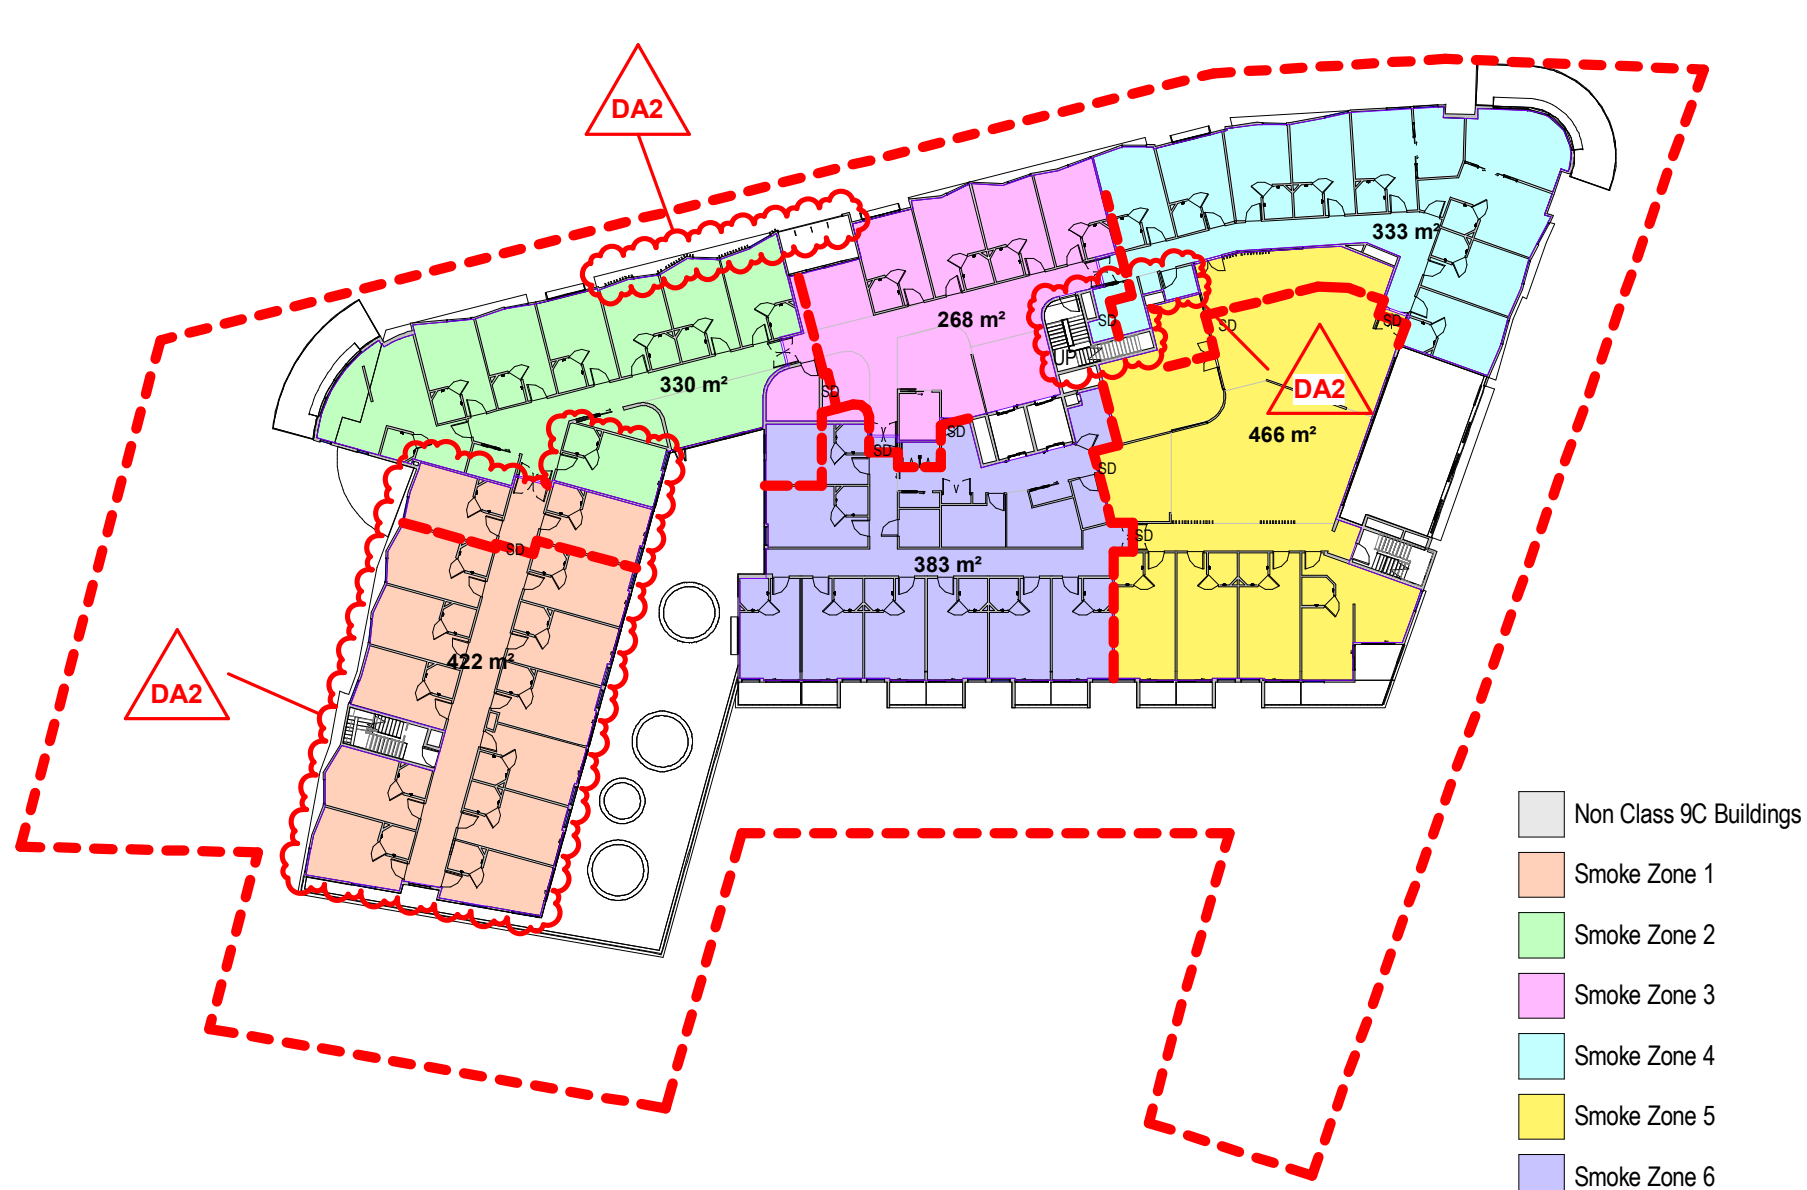 DA2
333 m²
268 m²
SD
SD
SD
UP
330 m²
SD
DA2
466 m²
SD
SD
SD
SD
SD
383 m²
422 m²
DA2
Non Class 9C Buildings
Smoke Zone 1
Smoke Zone 2
Smoke Zone 3
Smoke Zone 4
Smoke Zone 5
Smoke Zone 6